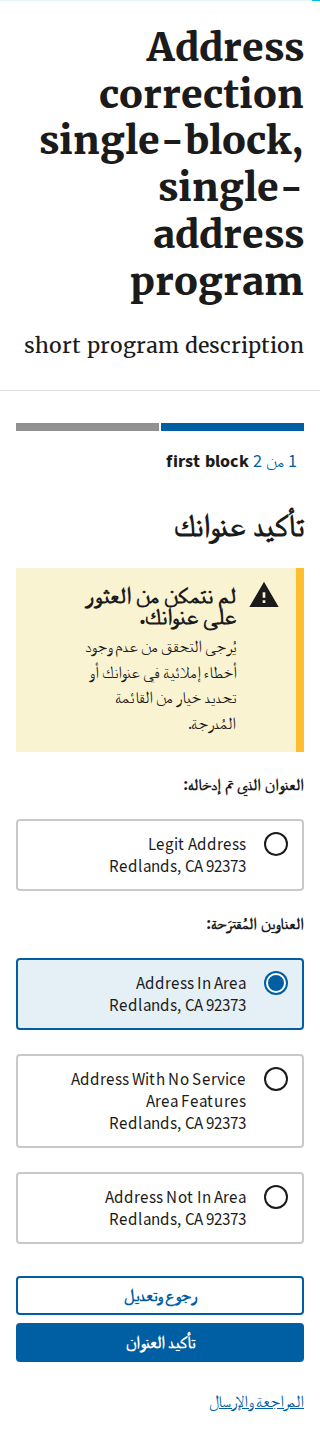 Address
correction
single-block,
single-
address
program
short program description
1 من 2 first block
تأكيد عنوانك
لم نتمكن من العثور
على عنوانك.
يُرجى التحقق من عدم وجود
أخطاء إملائية في عنوانك أو
تحديد خيار من القائمة
المُدرجة.
العنوان الذي تم إدخاله:
Legit Address
Redlands, CA 92373
العناوين المُقترَحة:
Address In Area
Redlands, CA 92373
Address With No Service
Area Features
Redlands, CA 92373
Address Not In Area
Redlands, CA 92373
رجوع وتعديل
تأكيد العنوان
المراجعة والإرسال